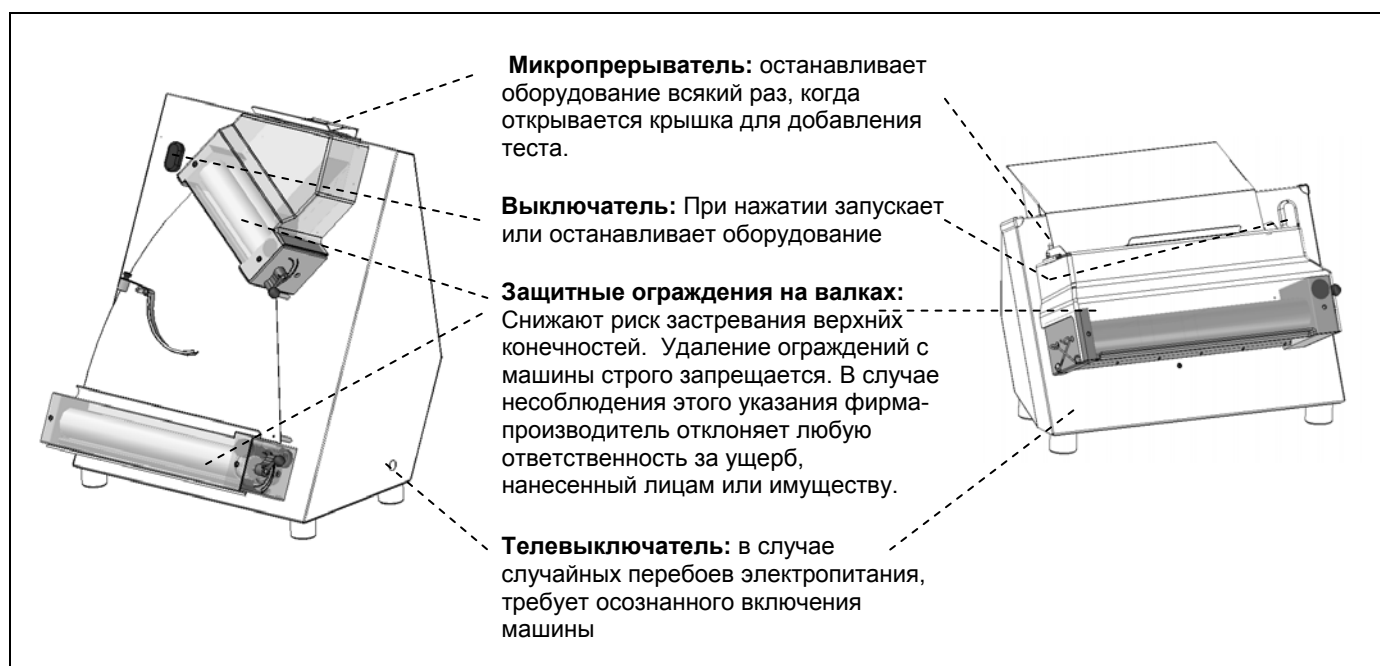 Микропрерыватель: останавливает
оборудование всякий раз, когда
открывается крышка для добавления
теста.
Выключатель: При нажатии запускает
или останавливает оборудование
Защитные ограждения на валках:
Снижают риск застревания верхних
конечностей. Удаление ограждений с
машины строго запрещается. В случае
несоблюдения этого указания фирма-
производитель отклоняет любую
ответственность за ущерб,
нанесенный лицам или имуществу.
Телевыключатель: в случае
случайных перебоев электропитания,
требует осознанного включения
машины